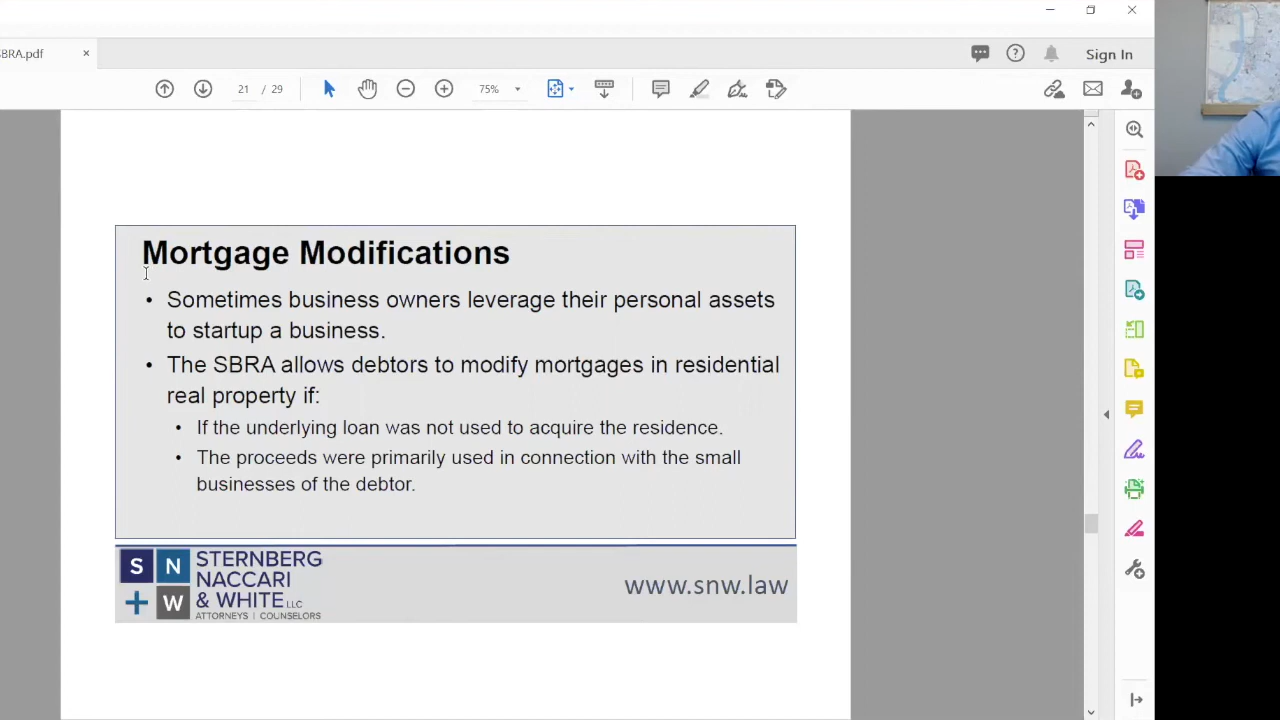 SBRA.pdf
Sign In
21 / 29
75%
Mortgage Modifications
• Sometimes business owners leverage their personal assets
to startup a business.
• The SBRA allows debtors to modify mortgages in residential
real property if:
• If the underlying loan was not used to acquire the residence.
• The proceeds were primarily used in connection with the small
businesses of the debtor.
S N
+ W
STERNBERG
NACCARI
& WHITE LLC
ATTORNEYS | COUNSELORS
www.snw.law